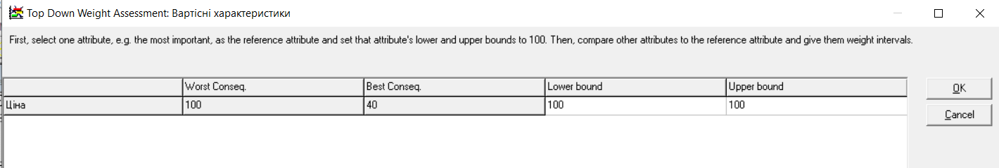 Top Down Weight Assessment: Вартісні характеристики
First, select one attribute, e.g. the most important, as the reference attribute and set that attribute's lower and upper bounds to 100. Then, compare other attributes to the reference attribute and give them weight intervals.
Worst Conseq. Best Conseq. Lower bound Upper bound
Ціна 100 40 100 100
OK
Cancel